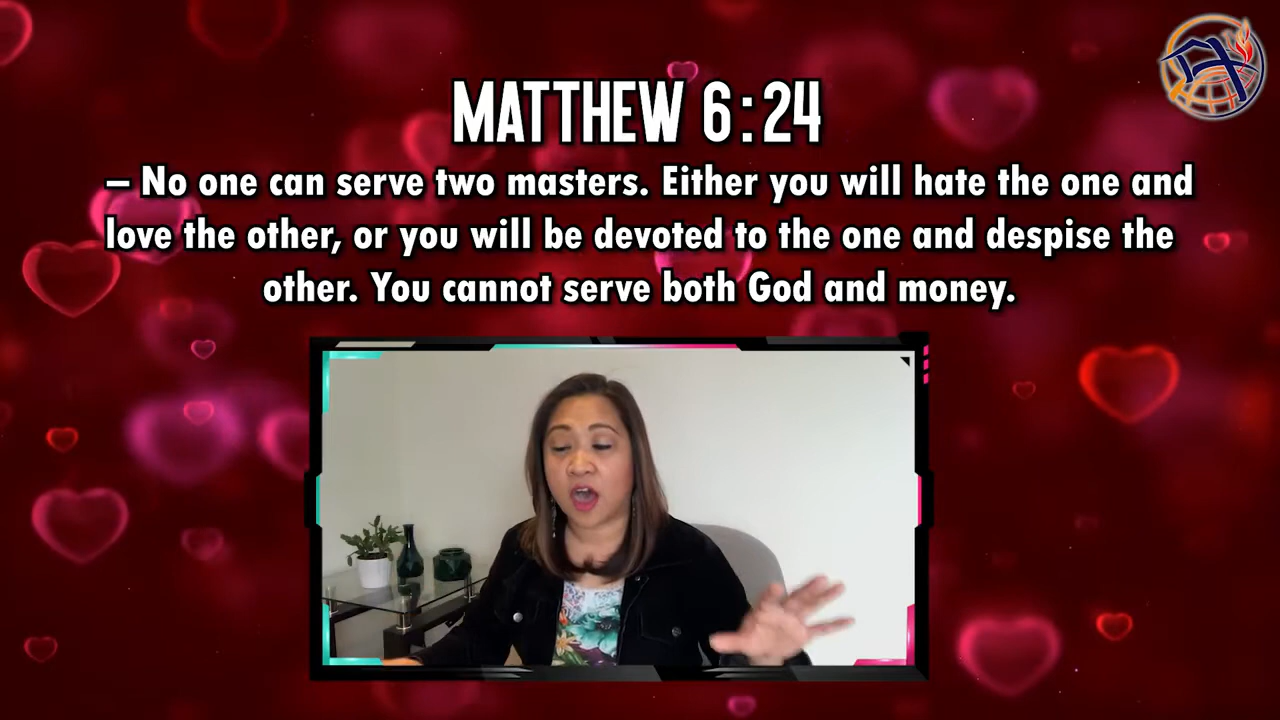 MATTHEW 6:24
– No one can serve two masters. Either you will hate the one and
love the other, or you will be devoted to the one and despise the
other. You cannot serve both God and money.